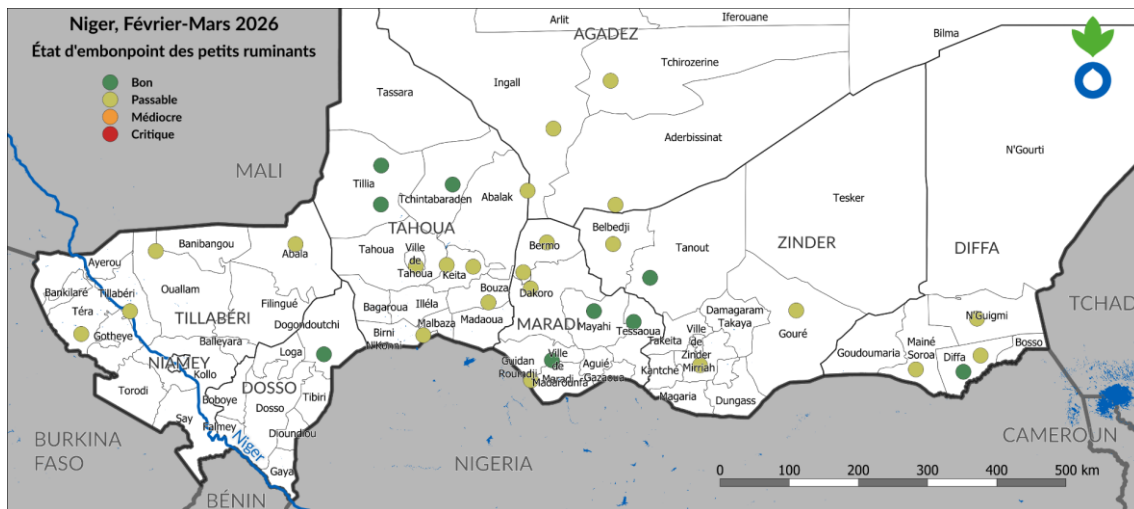 Niger, Février-Mars 2026
État d'embonpoint des petits ruminants
Bon
Passable
Médiocre
Critique
Arlit
Iferouane
AGADEZ
Bilma
Tchirozerine
Ingall
Tassara
Aderbissinat
N'Gourti
MALI
Tillia
Tchintabaraden
Abalak
Tesker
TAHOUA
Belbedji
Banibangou
Abala
Tahoua
Ville de Tahoua
Bermo
Tanout
ZINDER
DIFFA
Ayerou
Keita
Ouallam
Bankilaré
Tillabéri
Filingué
Bouza
Dakoro
TCHAD
Téra
Bagaroua
Illéla
Madaoua
Damagaram Takaya
Gouré
N'Guigmi
Gotheye
TILLABÉRI
Dogondoutchi
Birni N'Konni
Malbaza
MARADI
Mayahi
Tessaoua
Takeita
Ville de Zinder
Mainé Soroa
Bosso
Balleyara
Loga
Goudoumaria
Diffa
NIAMEY
Kollo
Guidan Roumdji
Ville de Maradi
Madarounfa
Aguié
Gazaoua
Kantché
Mirriah
Torodi
DOSSO
Boboye
Tibiri
Magaria
Dungass
Say
Dosso
Falmey
Dioundiou
Niger
BURKINA FASO
NIGERIA
CAMEROUN
Gaya
BÉNIN
0 100 200 300 400 500 km